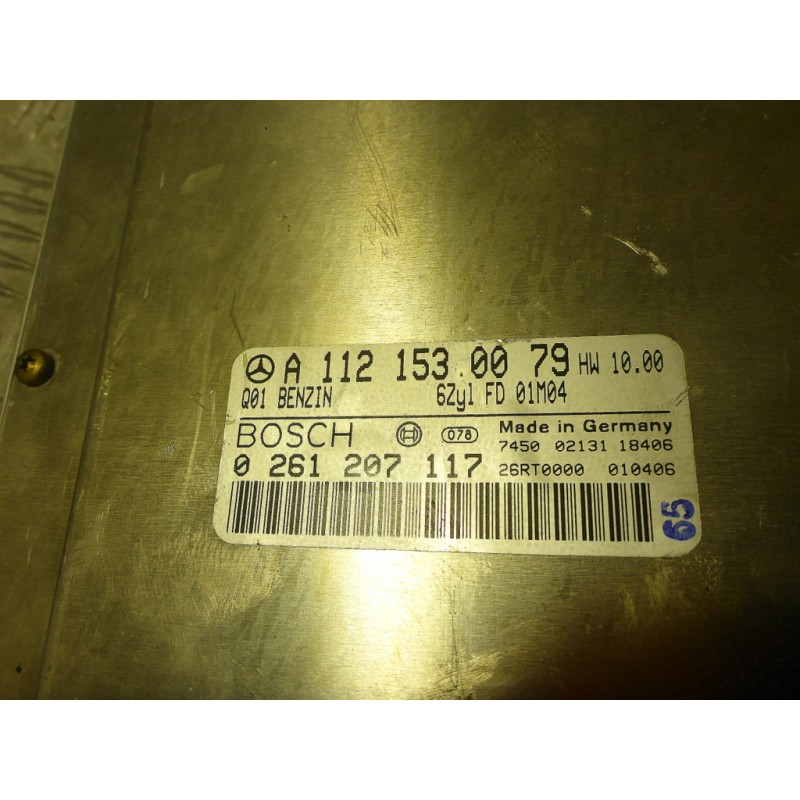 A 112 153 00 79 HW 10.00
Q01 BENZIN 6Zyl FD 01M04
BOSCH 078 Made in Germany
7450 02131 18406
0 261 207 117 26RT0000 010406
65